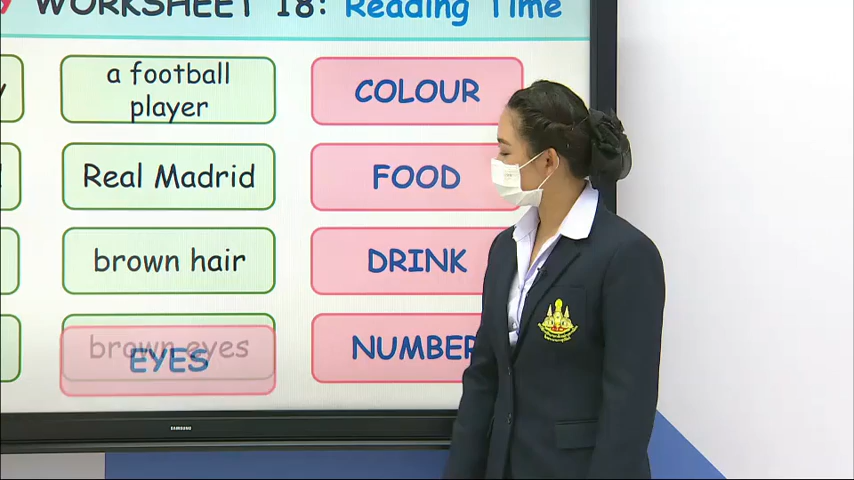 WORKSHEET 18: Reading Time
a football
player
COLOUR
Real Madrid
FOOD
brown hair
DRINK
brown eyes
EYES
NUMBER
SAMSUNG